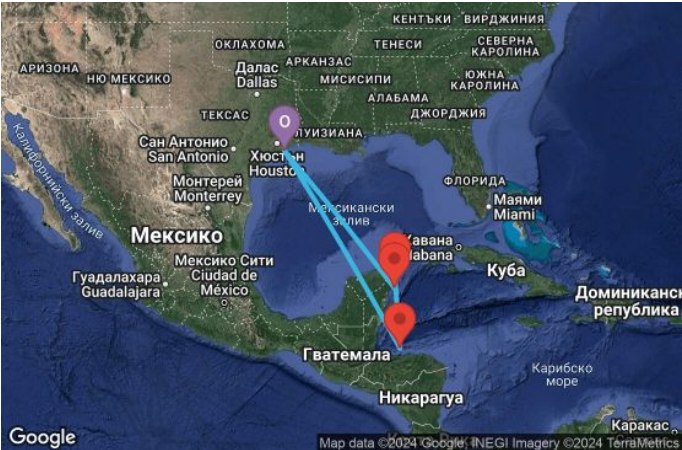 КЕНТЪКИ
ВИРДЖИНИЯ
ОКЛАХОМА
ТЕНЕСИ
СЕВЕРНА
КАРОЛИНА
АРИЗОНА
НЮ МЕКСИКО
Далас
Dallas
АРКАНЗАС
МИСИСИПИ
ЮЖНА
КАРОЛИНА
АЛАБАМА
ДЖОРДЖИЯ
ТЕКСАС
O
ЛУИЗИАНА
Сан Антонио
San Antonio
Хюстън
Houston
Калифорнийски залив
Монтерей
Monterrey
ФЛОРИДА
Маями
Miami
Мексикански
залив
Мексико
Хавана
Habana
Мексико Сити
Ciudad de
México
Гуадалахара
Guadalajara
Куба
Доминиканск
република
Гватемала
Карибско
море
Никарагуа
Каракас
Google
Map data ©2024 Google, INEGI Imagery ©2024 TerraMetrics